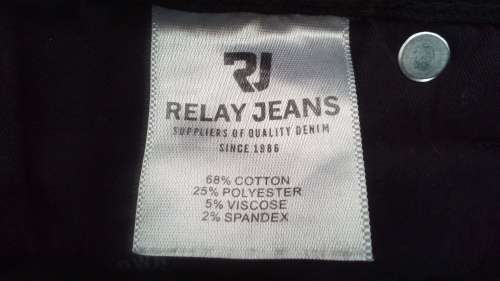 RJ
RELAY JEANS
SUPPLIERS OF QUALITY DENIM
SINCE 1986
68% COTTON
25% POLYESTER
5% VISCOSE
2% SPANDEX